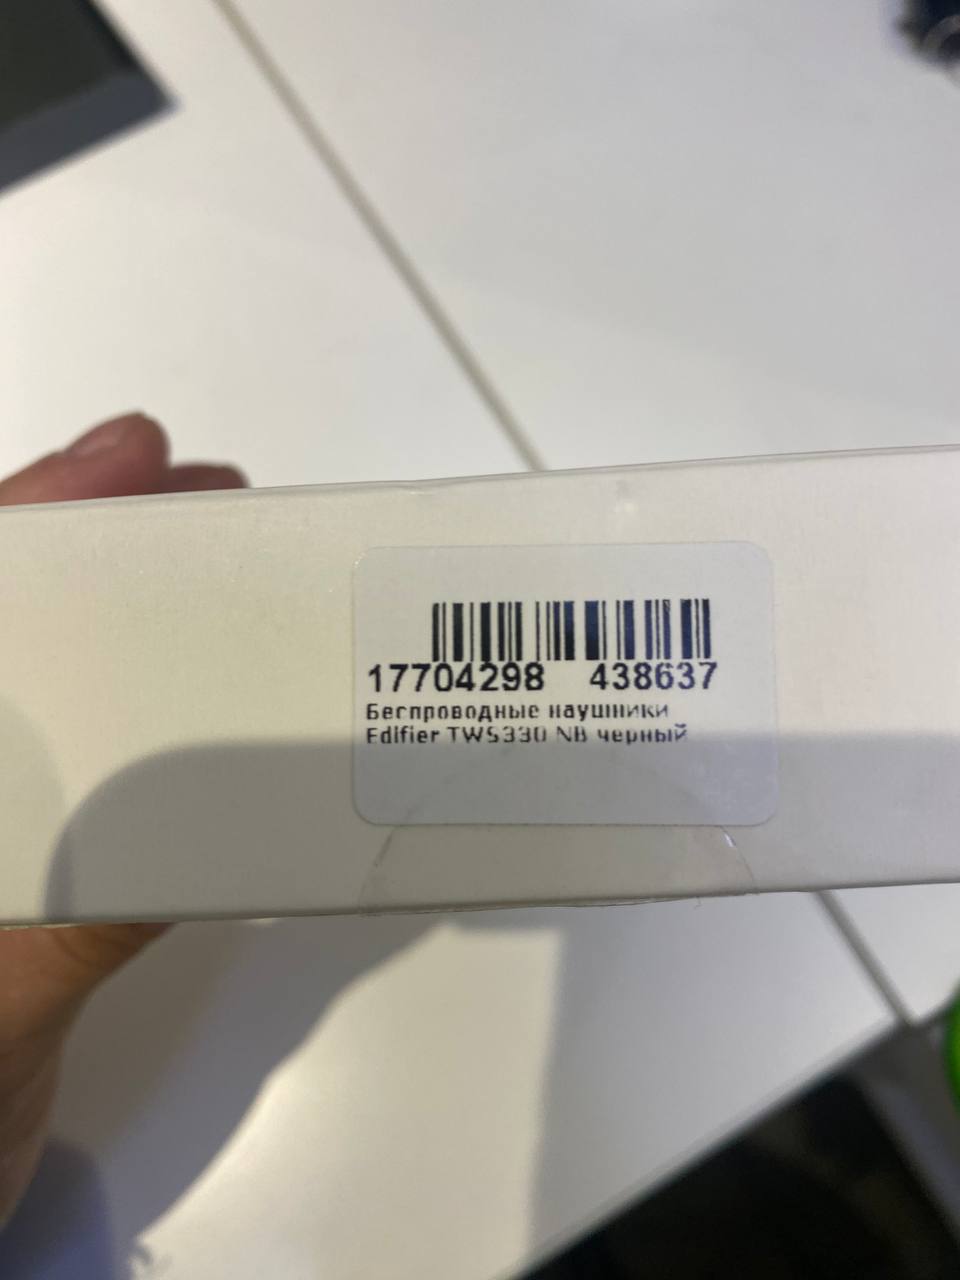 17704298 438637
Беспроводные наушники
Edifier TWS330 NB черный